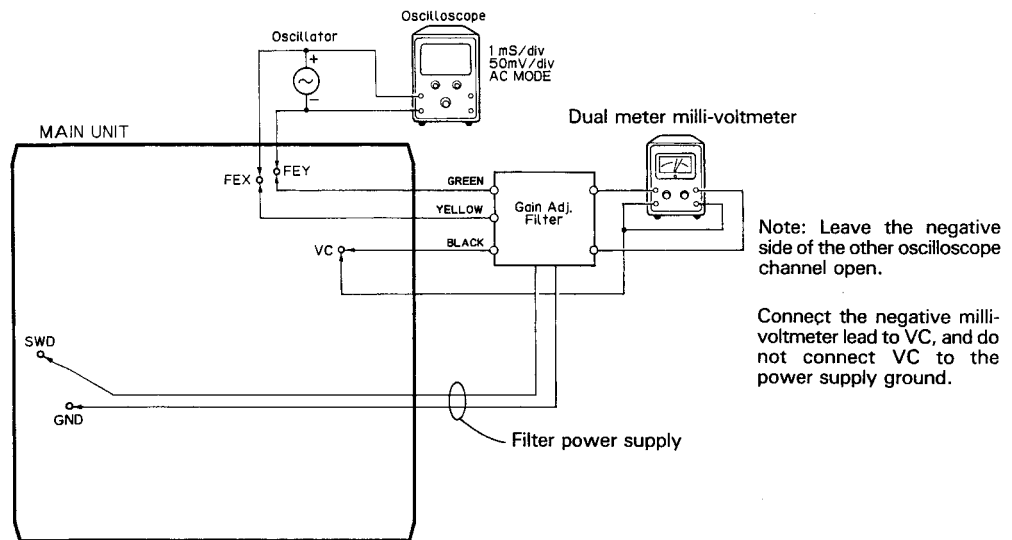 Oscilloscope
Oscillator
1 mS/div
50mV/div
AC MODE
+
−
Dual meter milli-voltmeter
MAIN UNIT
FEX
FEY
GREEN
YELLOW
BLACK
Gain Adj.
Filter
VC
Note: Leave the negative
side of the other oscilloscope
channel open.
Connect the negative milli-
voltmeter lead to VC, and do
not connect VC to the
power supply ground.
SWD
GND
Filter power supply